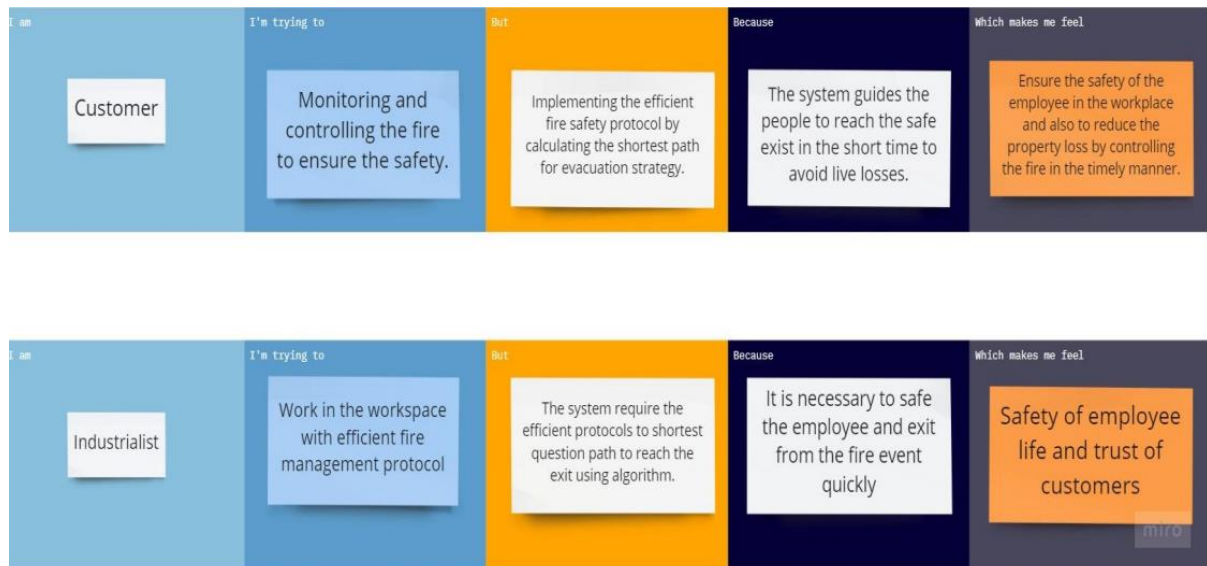 I am
I'm trying to
But
Because
Which makes me feel
Customer
Monitoring and
controlling the fire
to ensure the safety.
Implementing the efficient
fire safety protocol by
calculating the shortest path
for evacuation strategy.
The system guides the
people to reach the safe
exist in the short time to
avoid live losses.
Ensure the safety of the
employee in the workplace
and also to reduce the
property loss by controlling
the fire in the timely manner.
I am
I'm trying to
But
Because
Which makes me feel
Industrialist
Work in the workspace
with efficient fire
management protocol
The system require the
efficient protocols to shortest
question path to reach the
exit using algorithm.
It is necessary to safe
the employee and exit
from the fire event
quickly
Safety of employee
life and trust of
customers
miro